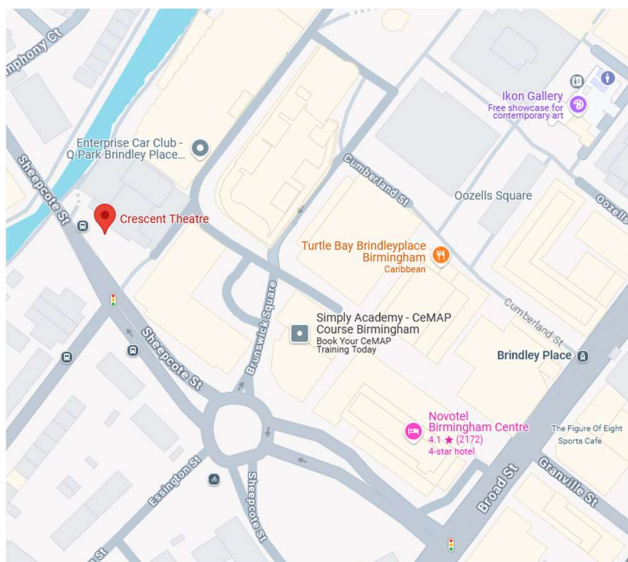 mphony Ct
Ikon Gallery
Free showcase for
contemporary art
Enterprise Car Club -
Q-Park Brindley Place...
Sheepcote St
Cumberland St
Oozells Square
Oozells
Crescent Theatre
Turtle Bay Brindleyplace
Birmingham
Caribbean
Brunswick Square
Simply Academy - CeMAP
Course Birmingham
Book Your CeMAP
Training Today
Cumberland St
Sheepcote St
Brindley Place
Novotel
Birmingham Centre
4.1 ★ (2172)
4-star hotel
The Figure Of Eight
Sports Cafe
Essington St
Sheepcote St
Broad St
Granville St
n St